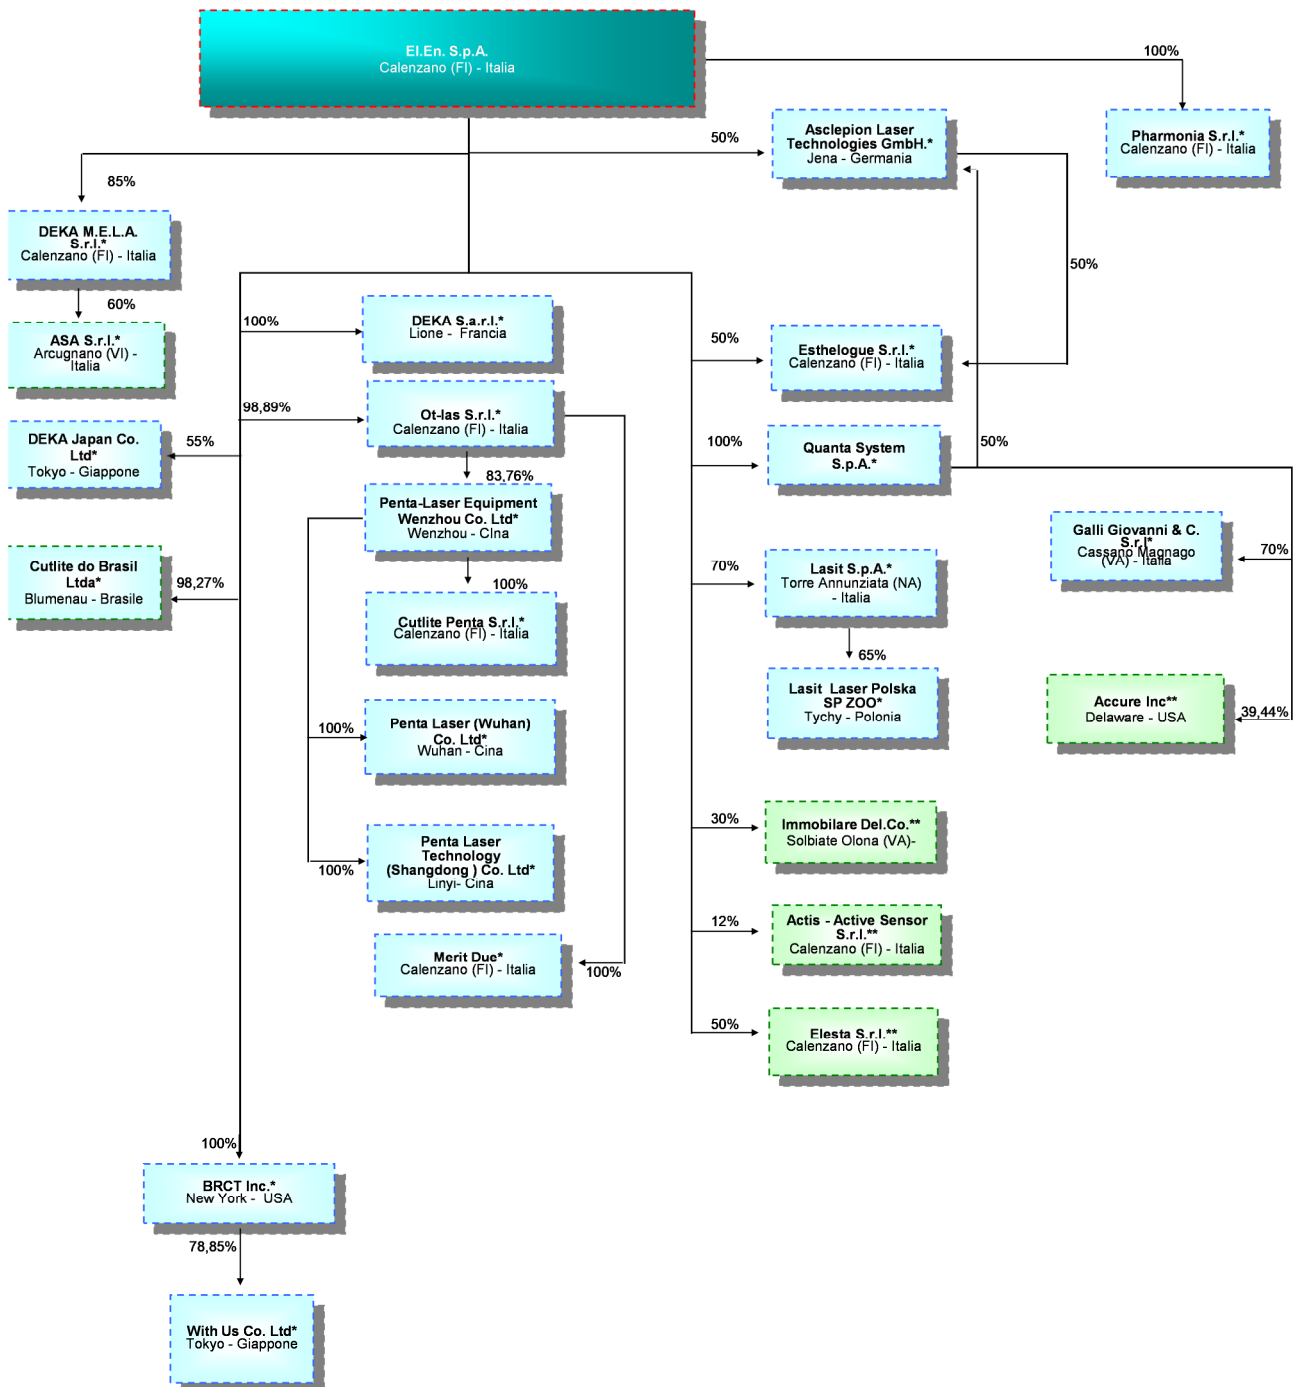 El.En. S.p.A.
Calenzano (FI) - Italia
100%
50%
Asclepion Laser
Technologies GmbH.*
Jena - Germania
Pharmonia S.r.l.*
Calenzano (FI) - Italia
85%
DEKA M.E.L.A.
S.r.l.*
Calenzano (FI) - Italia
50%
60%
ASA S.r.l.*
Arcugnano (VI) -
Italia
100%
DEKA S.a.r.l.*
Lione - Francia
50%
Esthelogue S.r.l.*
Calenzano (FI) - Italia
98,89%
Ot-las S.r.l.*
Calenzano (FI) - Italia
DEKA Japan Co.
Ltd*
Tokyo - Giappone
55%
100%
Quanta System
S.p.A.*
50%
83,76%
Penta-Laser Equipment
Wenzhou Co. Ltd*
Wenzhou - CIna
Galli Giovanni & C.
S.r.l*
Cassano Magnago
(VA) - Italia
70%
Cutlite do Brasil
Ltda*
Blumenau - Brasile
98,27%
100%
Cutlite Penta S.r.l.*
Calenzano (FI) - Italia
70%
Lasit S.p.A.*
Torre Annunziata (NA)
- Italia
65%
Lasit Laser Polska
SP ZOO*
Tychy - Polonia
Accure Inc**
Delaware - USA
39,44%
100%
Penta Laser (Wuhan)
Co. Ltd*
Wuhan - Cina
30%
Immobilare Del.Co.**
Solbiate Olona (VA)-
100%
Penta Laser
Technology
(Shangdong ) Co. Ltd*
Linyi- Cina
12%
Actis - Active Sensor
S.r.l.**
Calenzano (FI) - Italia
Merit Due*
Calenzano (FI) - Italia
100%
50%
Elesta S.r.l.**
Calenzano (FI) - Italia
100%
BRCT Inc.*
New York - USA
78,85%
With Us Co. Ltd*
Tokyo - Giappone